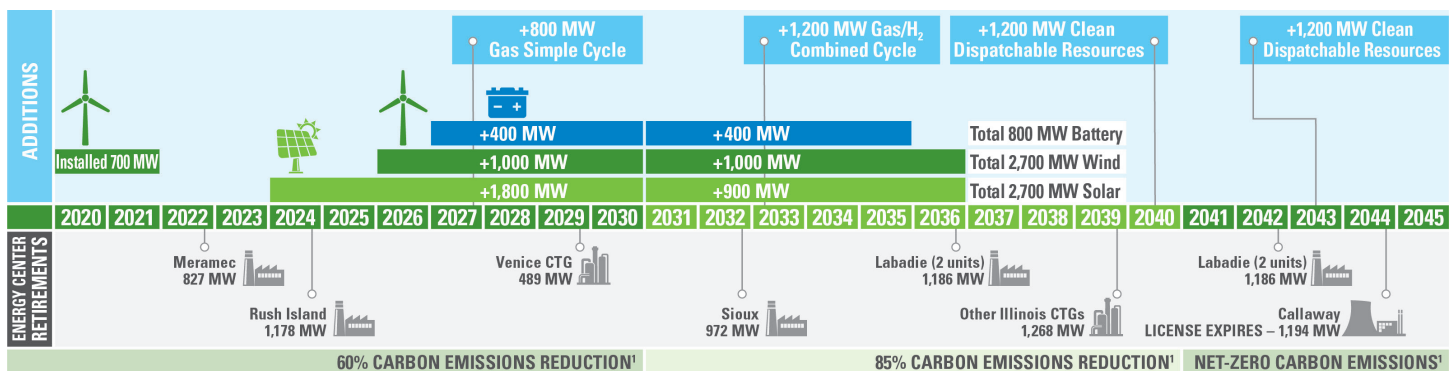 ADDITIONS
+800 MW
Gas Simple Cycle
+1,200 MW Gas/H₂
Combined Cycle
+1,200 MW Clean
Dispatchable Resources
+1,200 MW Clean
Dispatchable Resources
− +
+400 MW
+400 MW
Total 800 MW Battery
Installed 700 MW
+1,000 MW
+1,000 MW
Total 2,700 MW Wind
+1,800 MW
+900 MW
Total 2,700 MW Solar
2020 2021 2022 2023 2024 2025 2026 2027 2028 2029 2030 2031 2032 2033 2034 2035 2036 2037 2038 2039 2040 2041 2042 2043 2044 2045
ENERGY CENTER
RETIREMENTS
Meramec
827 MW
Rush Island
1,178 MW
Venice CTG
489 MW
Sioux
972 MW
Labadie (2 units)
1,186 MW
Other Illinois CTGs
1,268 MW
Labadie (2 units)
1,186 MW
Callaway
LICENSE EXPIRES – 1,194 MW
60% CARBON EMISSIONS REDUCTION¹
85% CARBON EMISSIONS REDUCTION¹
NET-ZERO CARBON EMISSIONS¹